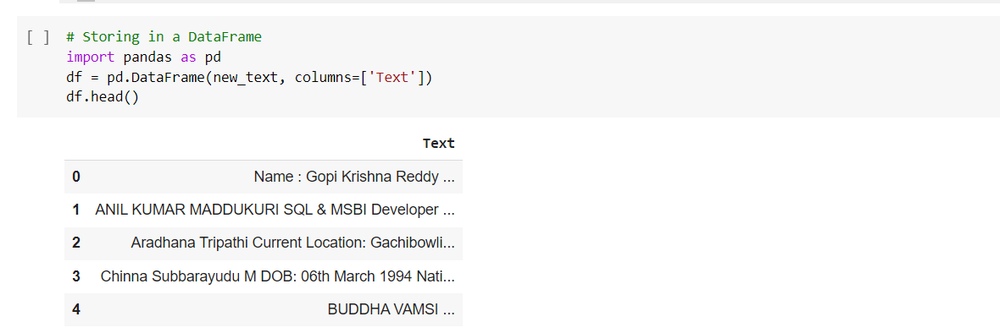 [ ] # Storing in a DataFrame
import pandas as pd
df = pd.DataFrame(new_text, columns=['Text'])
df.head()
Text
0 Name : Gopi Krishna Reddy ...
1 ANIL KUMAR MADDUKURI SQL & MSBI Developer ...
2 Aradhana Tripathi Current Location: Gachibowli...
3 Chinna Subbarayudu M DOB: 06th March 1994 Nati...
4 BUDDHA VAMSI ...